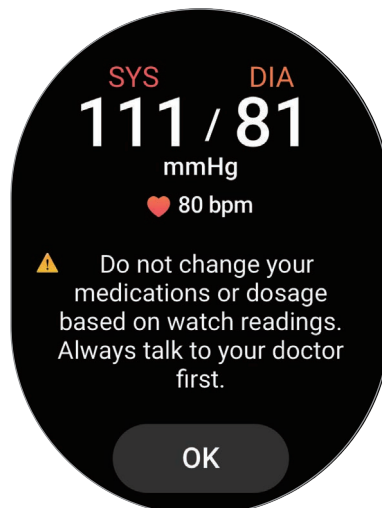 SYS DIA
111 / 81
mmHg
80 bpm
Do not change your
medications or dosage
based on watch readings.
Always talk to your doctor
first.
OK